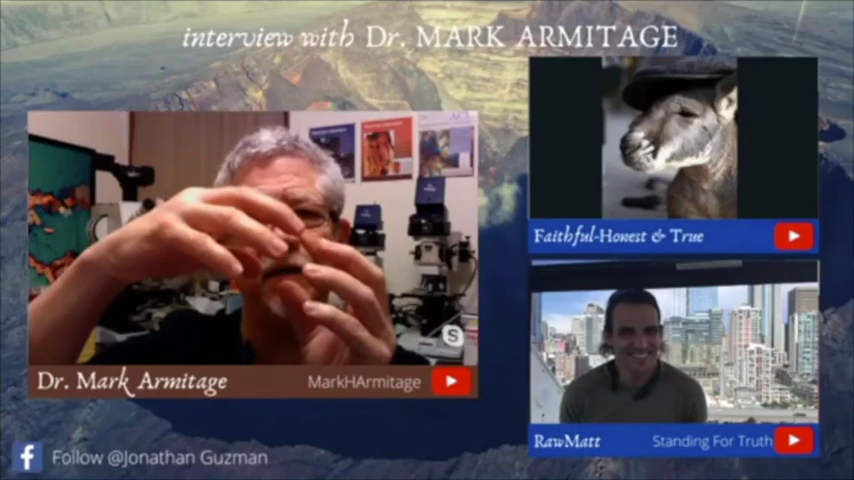 interview with Dr. MARK ARMITAGE
Faithful-Honest & True
Dr. Mark Armitage
MarkHArmitage
RawMatt
Standing For Truth
Follow @Jonathan Guzman